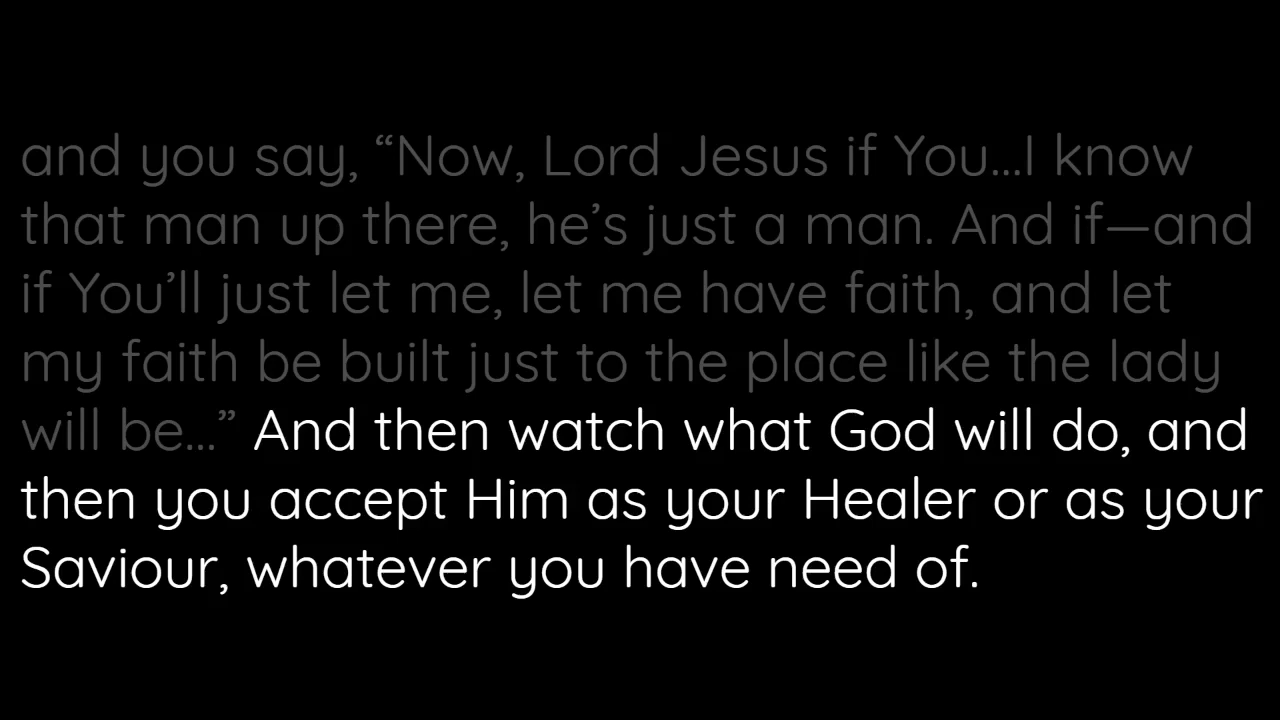 and you say, “Now, Lord Jesus if You...I know
that man up there, he’s just a man. And if—and
if You’ll just let me, let me have faith, and let
my faith be built just to the place like the lady
will be...” And then watch what God will do, and
then you accept Him as your Healer or as your
Saviour, whatever you have need of.